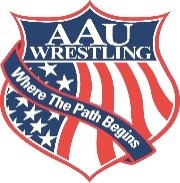 AAU
WRESTLING
Where The Path Begins